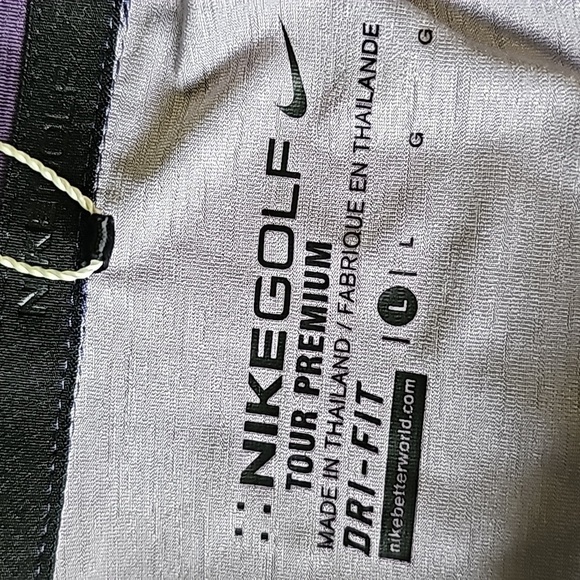 NIKEGOLF
TOUR PREMIUM
MADE IN THAILAND / FABRIQUE EN THAILANDE
DRI-FIT | L | L G G
nikebetterworld.com